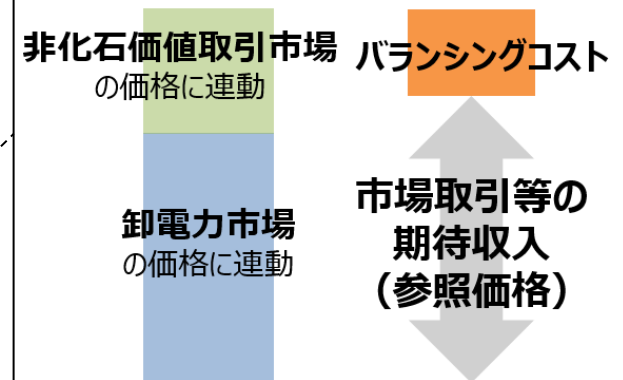 非化石価値取引市場
の価格に連動
バランシングコスト
卸電力市場
の価格に連動
市場取引等の
期待収入
（参照価格）